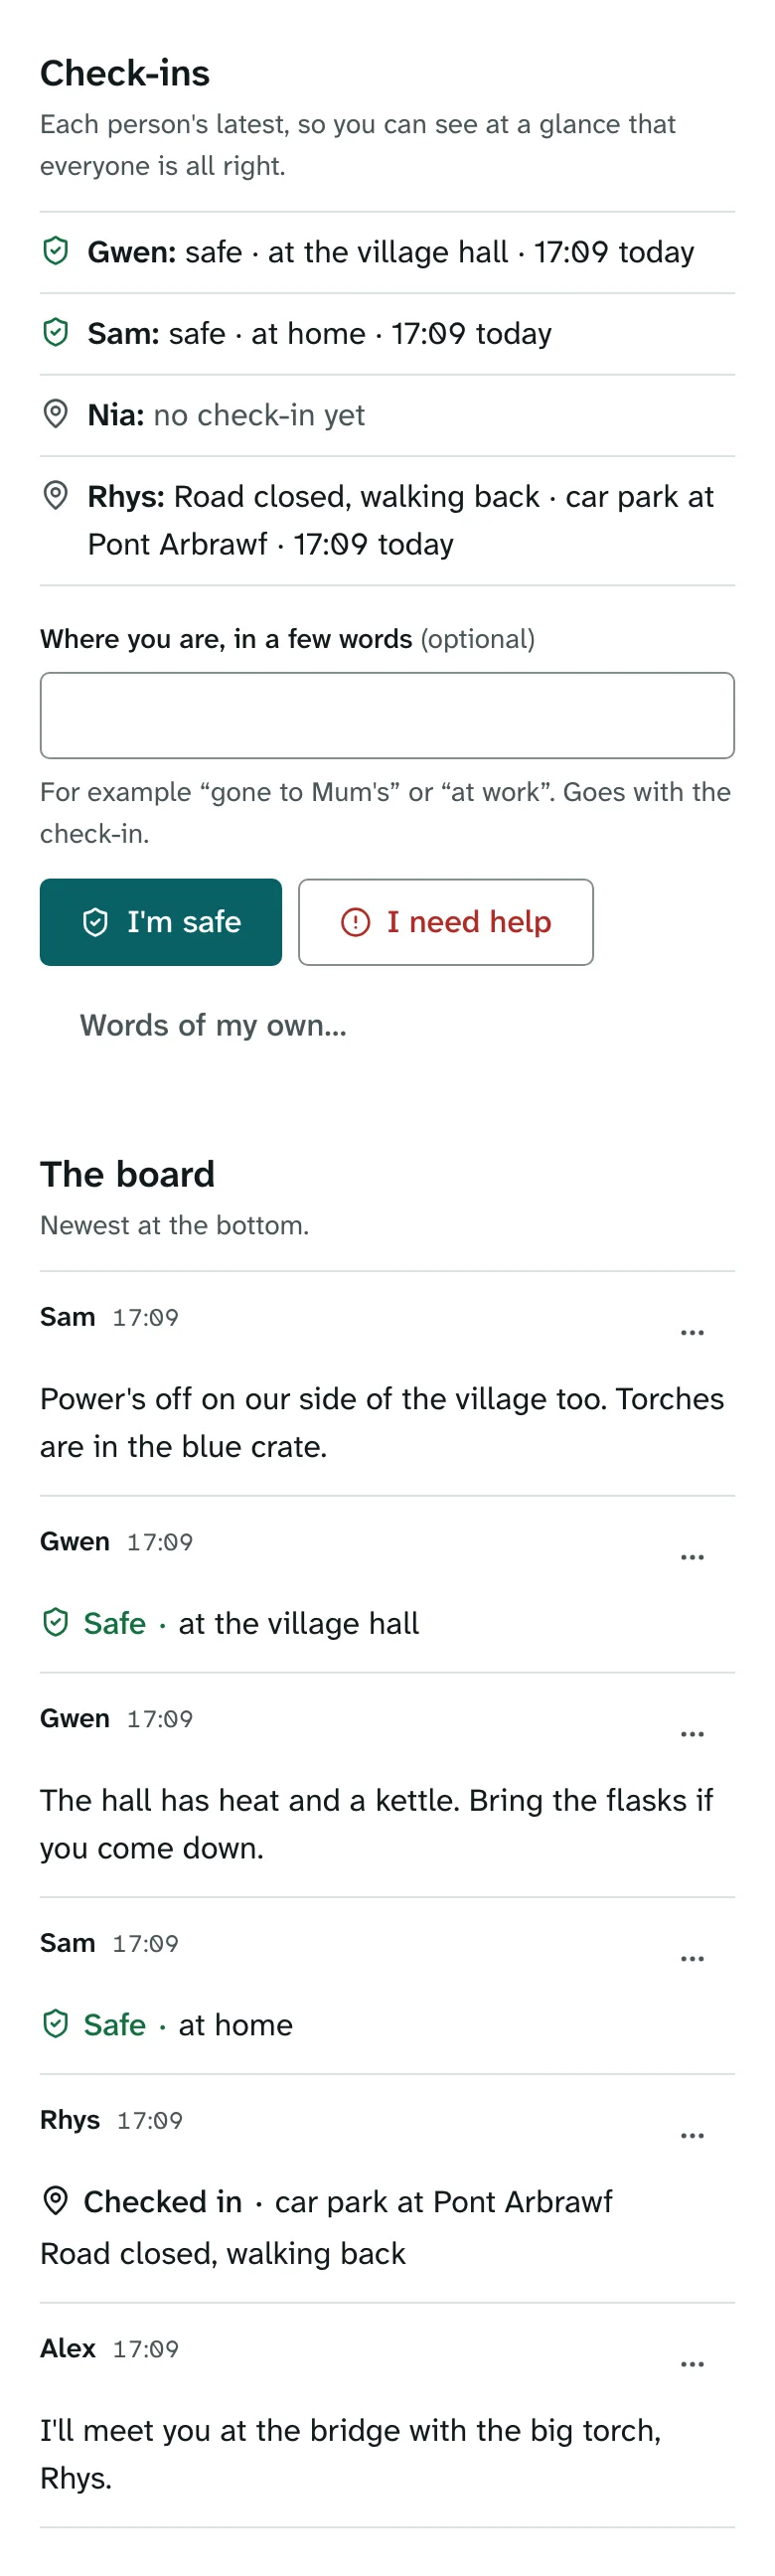 Check-ins
Each person's latest, so you can see at a glance that
everyone is all right.
Gwen: safe · at the village hall · 17:09 today
Sam: safe · at home · 17:09 today
Nia: no check-in yet
Rhys: Road closed, walking back · car park at
Pont Arbrawf · 17:09 today
Where you are, in a few words (optional)
For example “gone to Mum's” or “at work”. Goes with the
check-in.
I'm safe
I need help
Words of my own...
The board
Newest at the bottom.
Sam 17:09
Power's off on our side of the village too. Torches
are in the blue crate.
Gwen 17:09
Safe · at the village hall
Gwen 17:09
The hall has heat and a kettle. Bring the flasks if
you come down.
Sam 17:09
Safe · at home
Rhys 17:09
Checked in · car park at Pont Arbrawf
Road closed, walking back
Alex 17:09
I'll meet you at the bridge with the big torch,
Rhys.